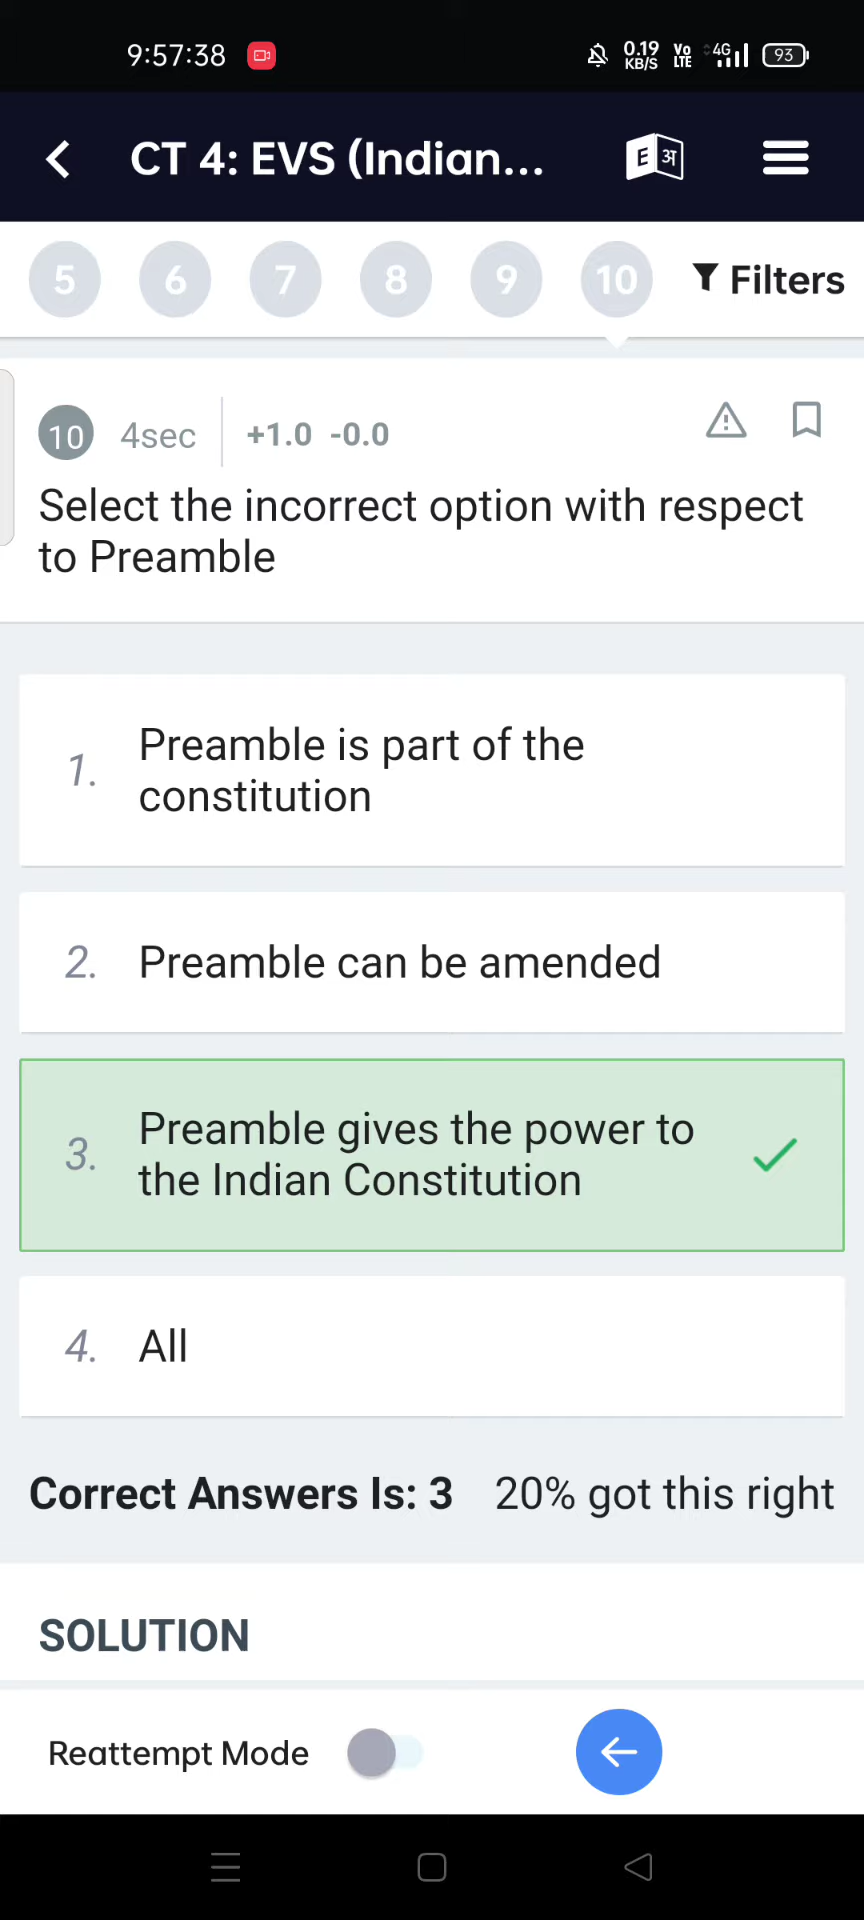 9:57:38 0.19 KB/S Vo LTE 4G 93
CT 4: EVS (Indian... E अ
5 6 7 8 9 10 Filters
10 4sec +1.0 -0.0
Select the incorrect option with respect
to Preamble
1. Preamble is part of the
constitution
2. Preamble can be amended
3. Preamble gives the power to
the Indian Constitution
4. All
Correct Answers Is: 3 20% got this right
SOLUTION
Reattempt Mode